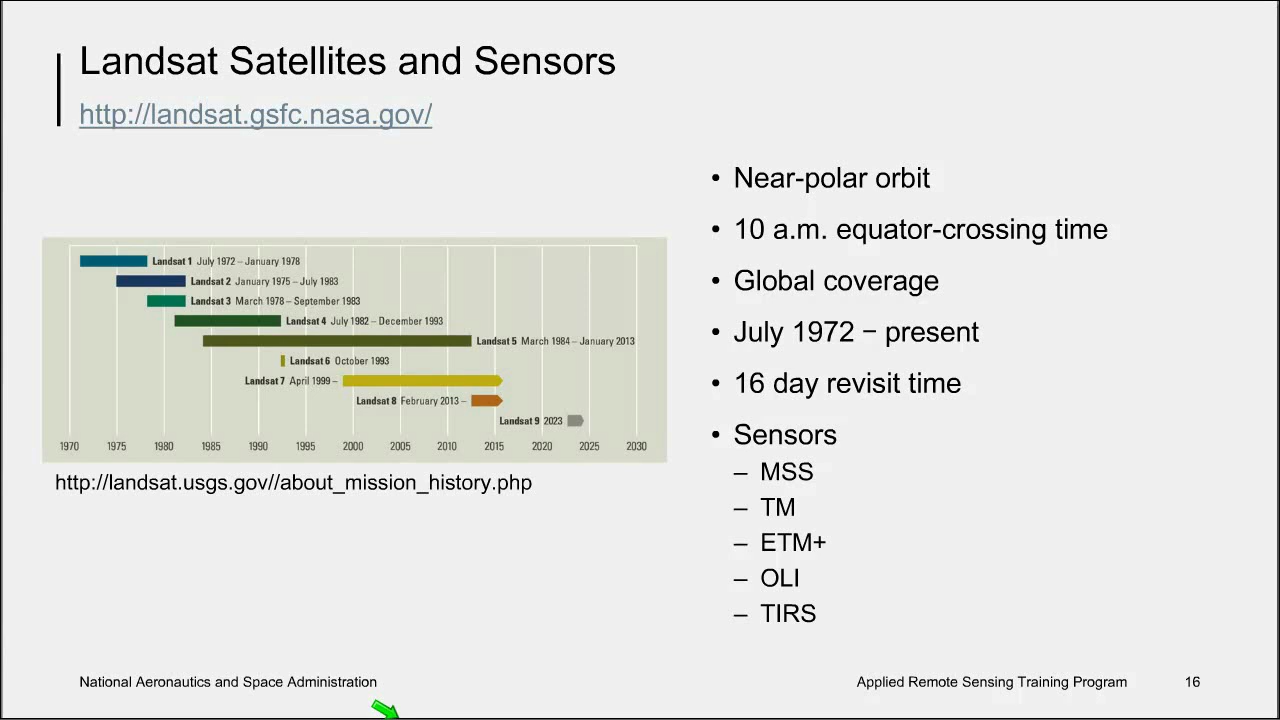 Landsat Satellites and Sensors
http://landsat.gsfc.nasa.gov/
Landsat 1 July 1972 – January 1978
Landsat 2 January 1975 – July 1983
Landsat 3 March 1978 – September 1983
Landsat 4 July 1982 – December 1993
Landsat 5 March 1984 – January 2013
Landsat 6 October 1993
Landsat 7 April 1999 –
Landsat 8 February 2013 –
Landsat 9 2023
1970 1975 1980 1985 1990 1995 2000 2005 2010 2015 2020 2025 2030
http://landsat.usgs.gov//about_mission_history.php
• Near-polar orbit
• 10 a.m. equator-crossing time
• Global coverage
• July 1972 − present
• 16 day revisit time
• Sensors
– MSS
– TM
– ETM+
– OLI
– TIRS
National Aeronautics and Space Administration
Applied Remote Sensing Training Program
16